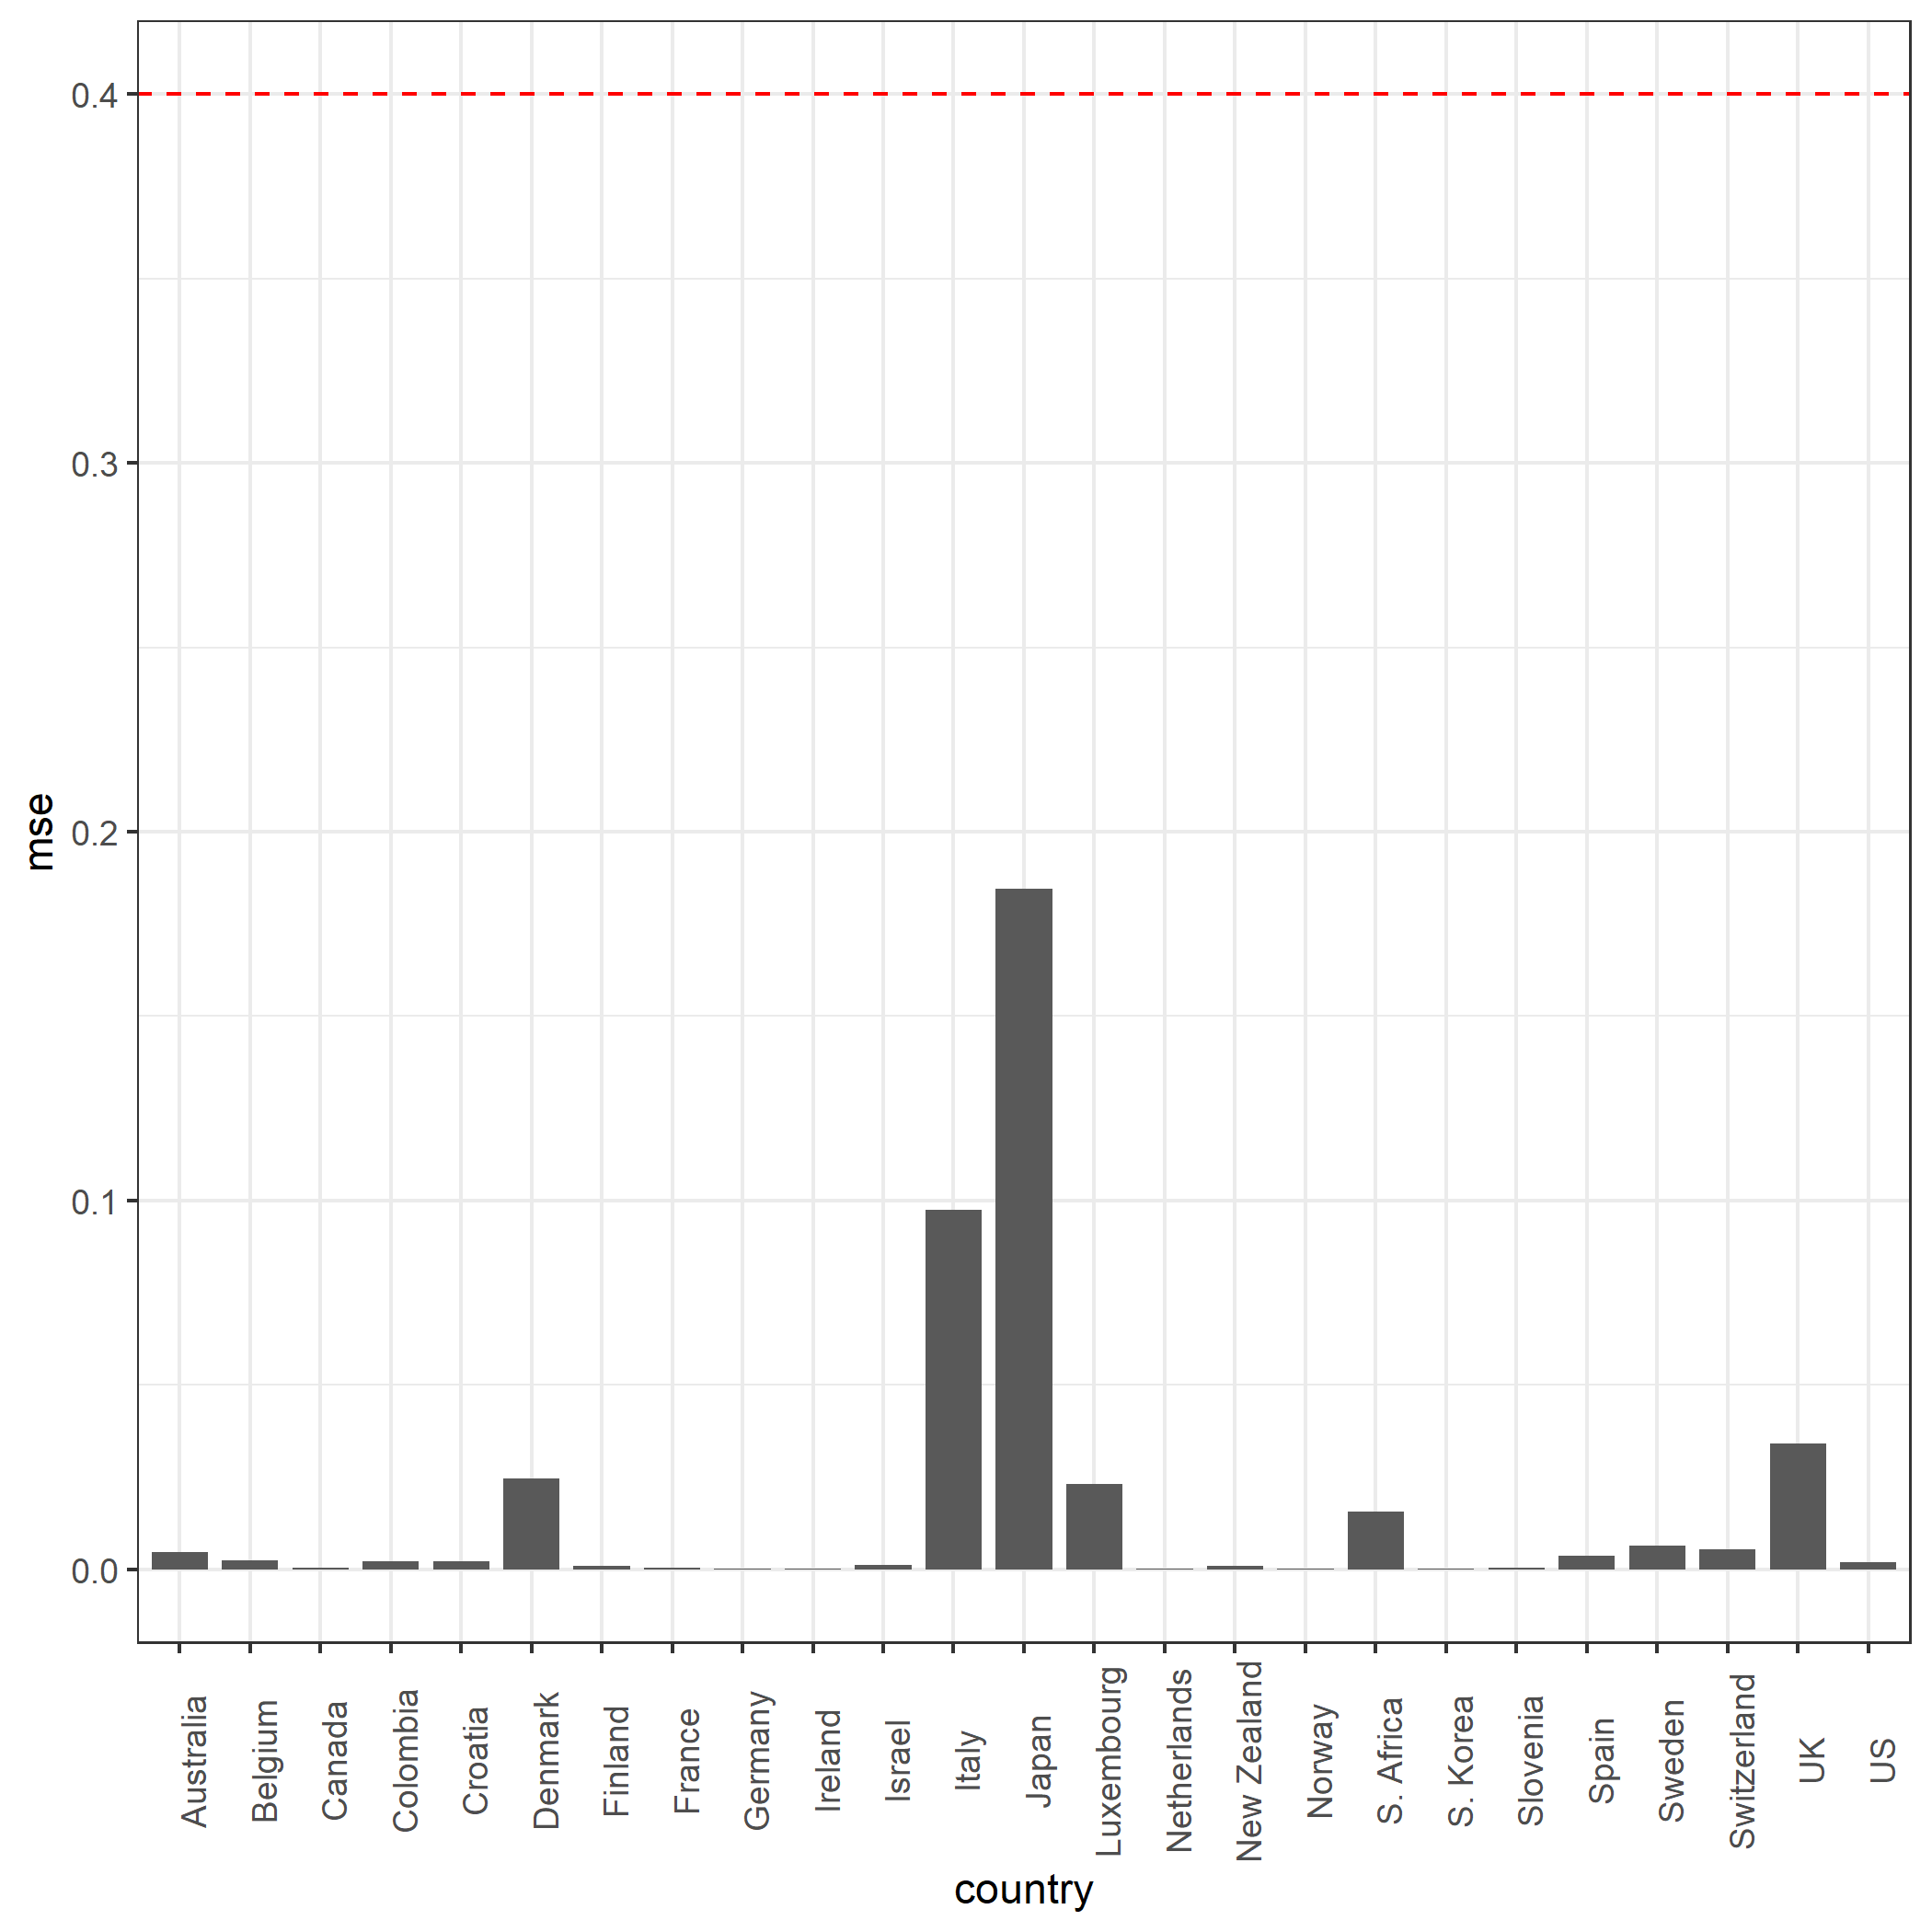 0.4
0.3
0.2
0.1
0.0
mse
Australia
Belgium
Canada
Colombia
Croatia
Denmark
Finland
France
Germany
Ireland
Israel
Italy
Japan
Luxembourg
Netherlands
New Zealand
Norway
S. Africa
S. Korea
Slovenia
Spain
Sweden
Switzerland
UK
US
country